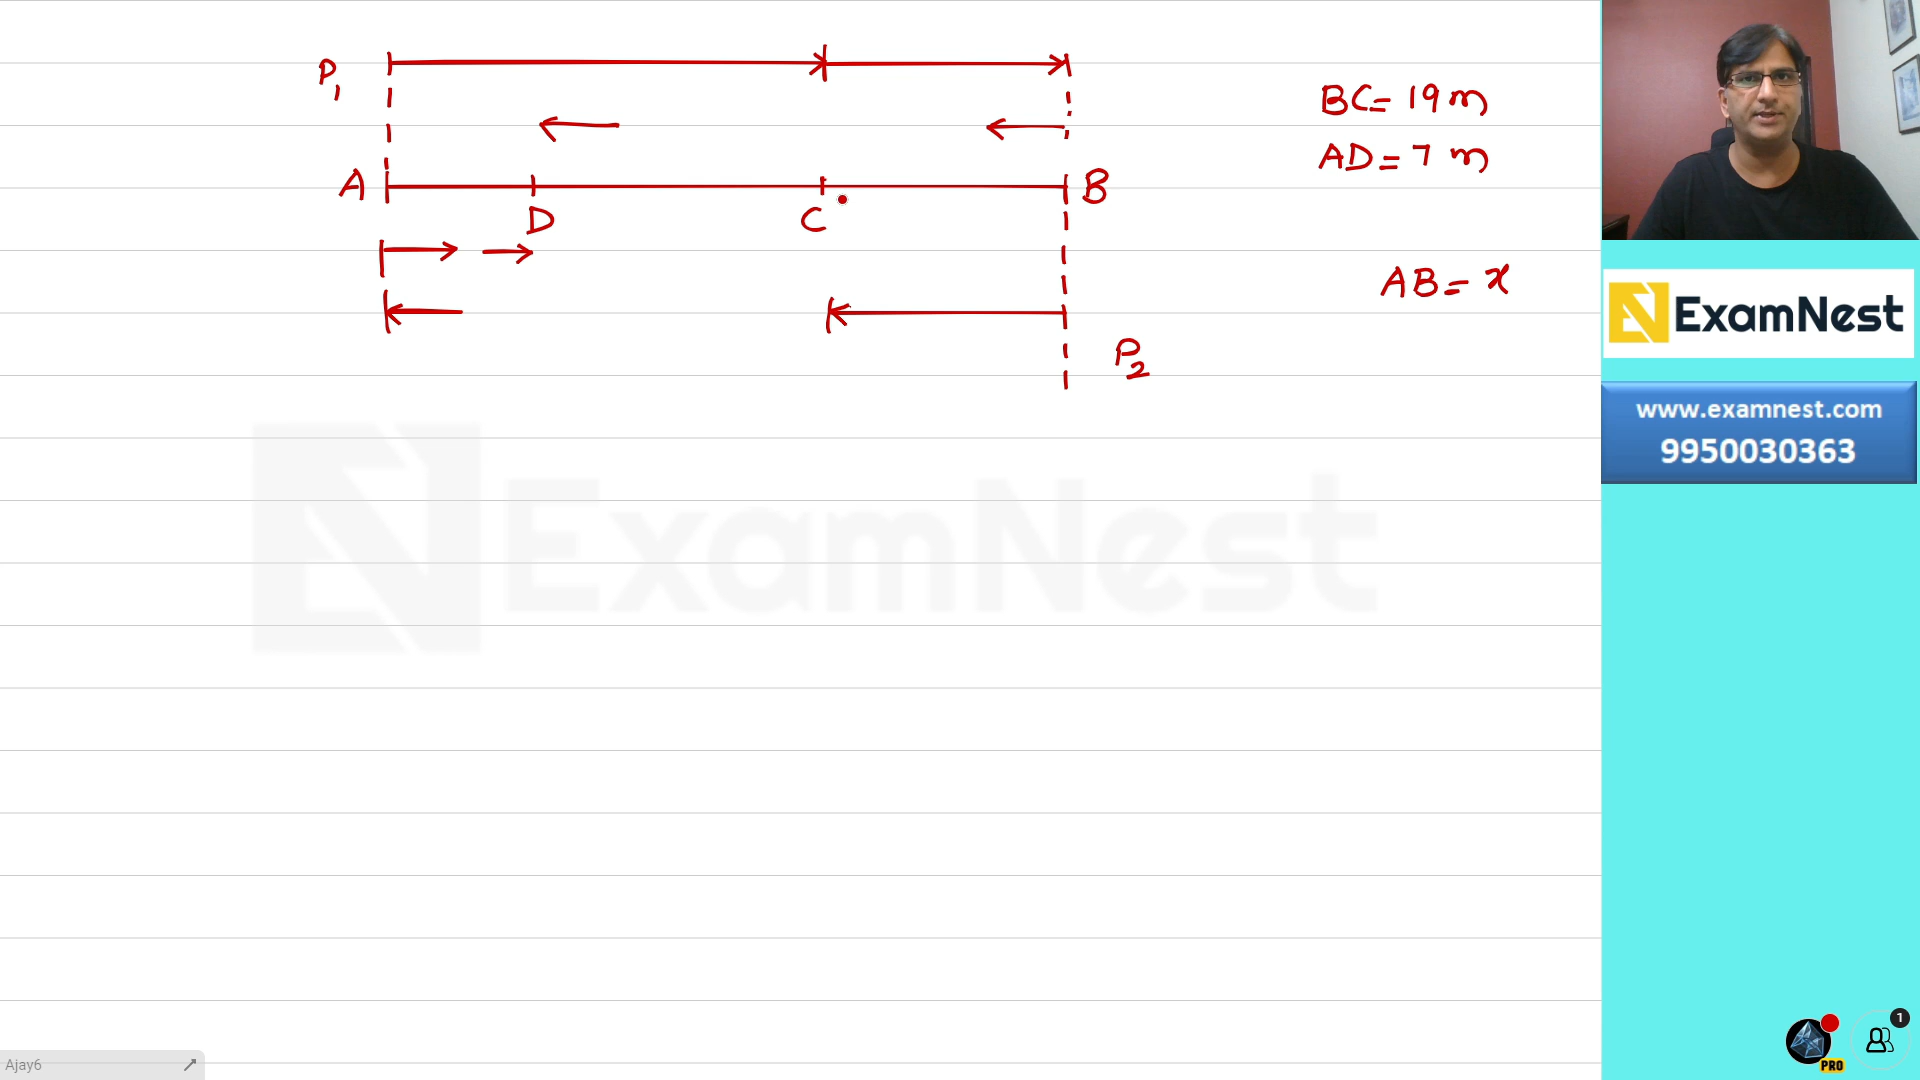 P1
BC = 19 m
AD = 7 m
A
B
D
C
AB = x
P2
ExamNest
www.examnest.com
9950030363
ExamNest
1
PRO
Ajay6